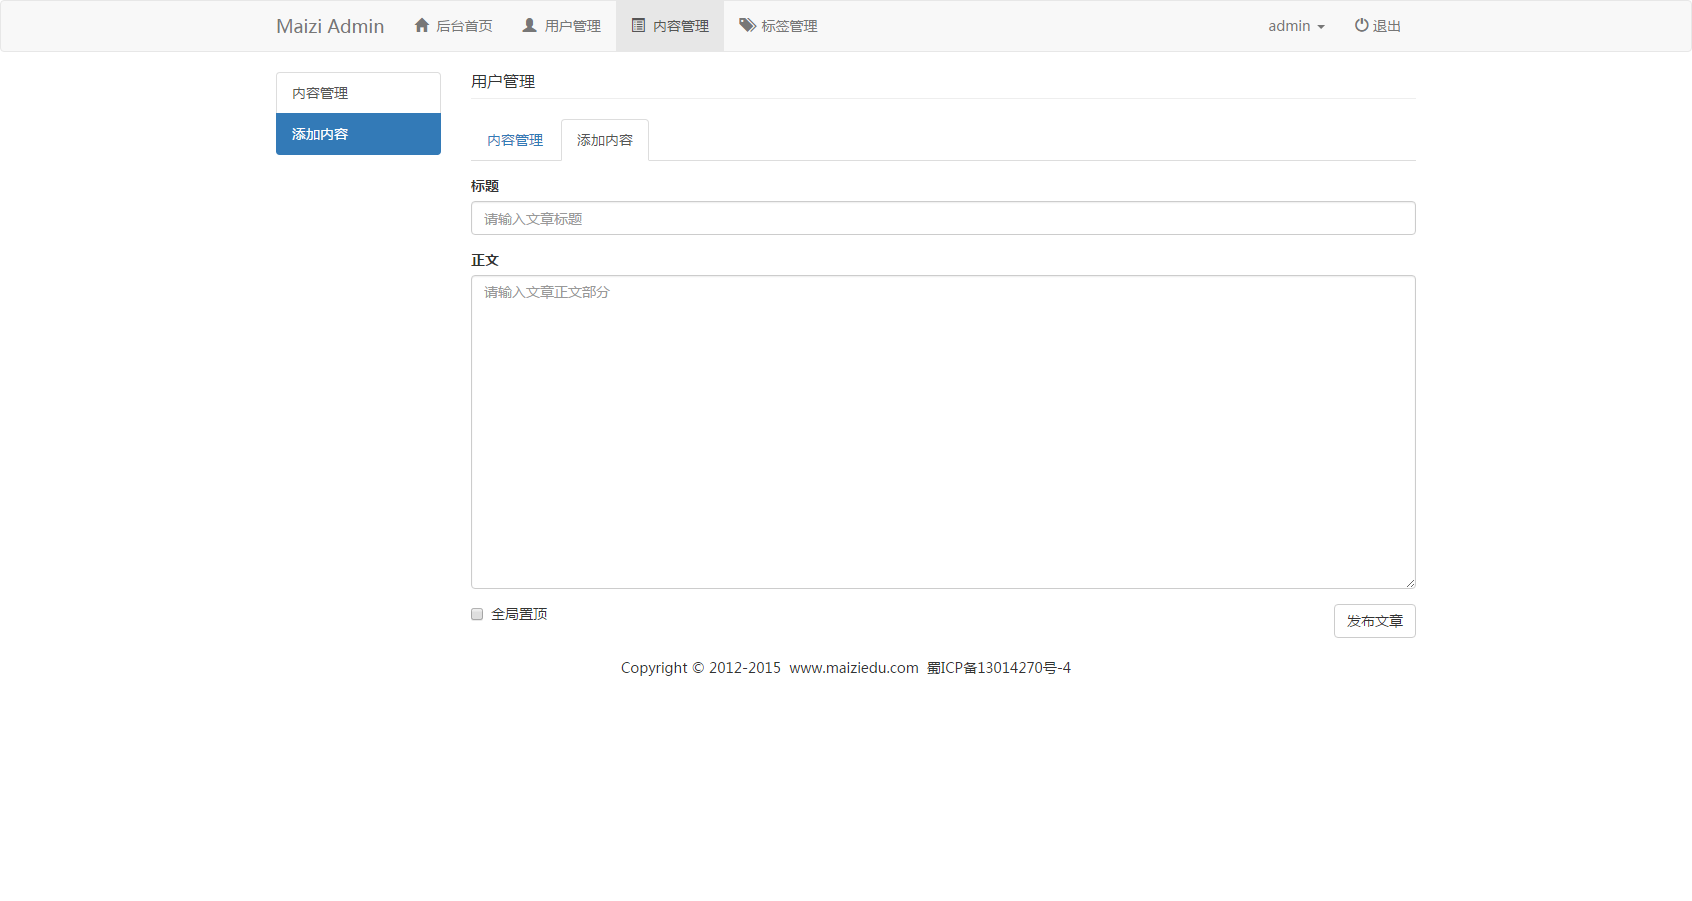 Maizi Admin 后台首页 用户管理 内容管理 标签管理 admin 退出
内容管理
添加内容
用户管理
内容管理 添加内容
标题
请输入文章标题
正文
请输入文章正文部分
全局置顶 发布文章
Copyright © 2012-2015 www.maiziedu.com 蜀ICP备13014270号-4